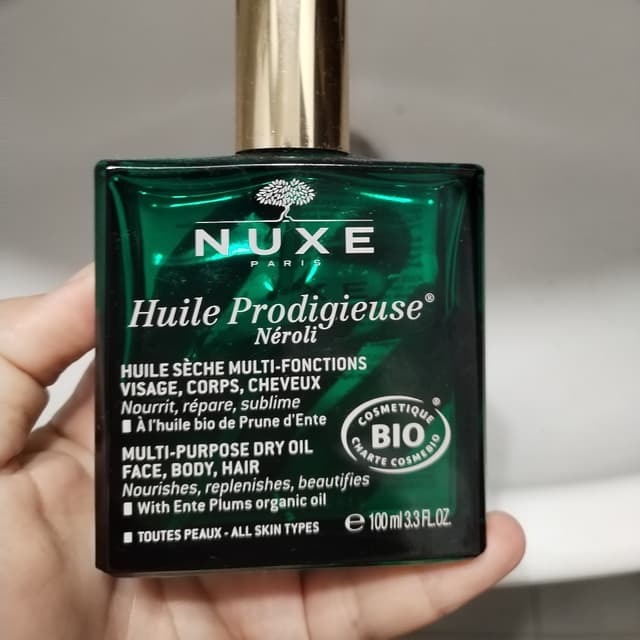 NUXE
PARIS
Huile Prodigieuse®
Néroli
HUILE SÈCHE MULTI-FONCTIONS
VISAGE, CORPS, CHEVEUX
Nourrit, répare, sublime
■ À l'huile bio de Prune d'Ente
MULTI-PURPOSE DRY OIL
FACE, BODY, HAIR
Nourishes, replenishes, beautifies
■ With Ente Plums organic oil
■ TOUTES PEAUX - ALL SKIN TYPES
COSMETIQUE ®
BIO
CHARTE COSMEBIO
℮ 100 ml 3.3 FL.OZ.